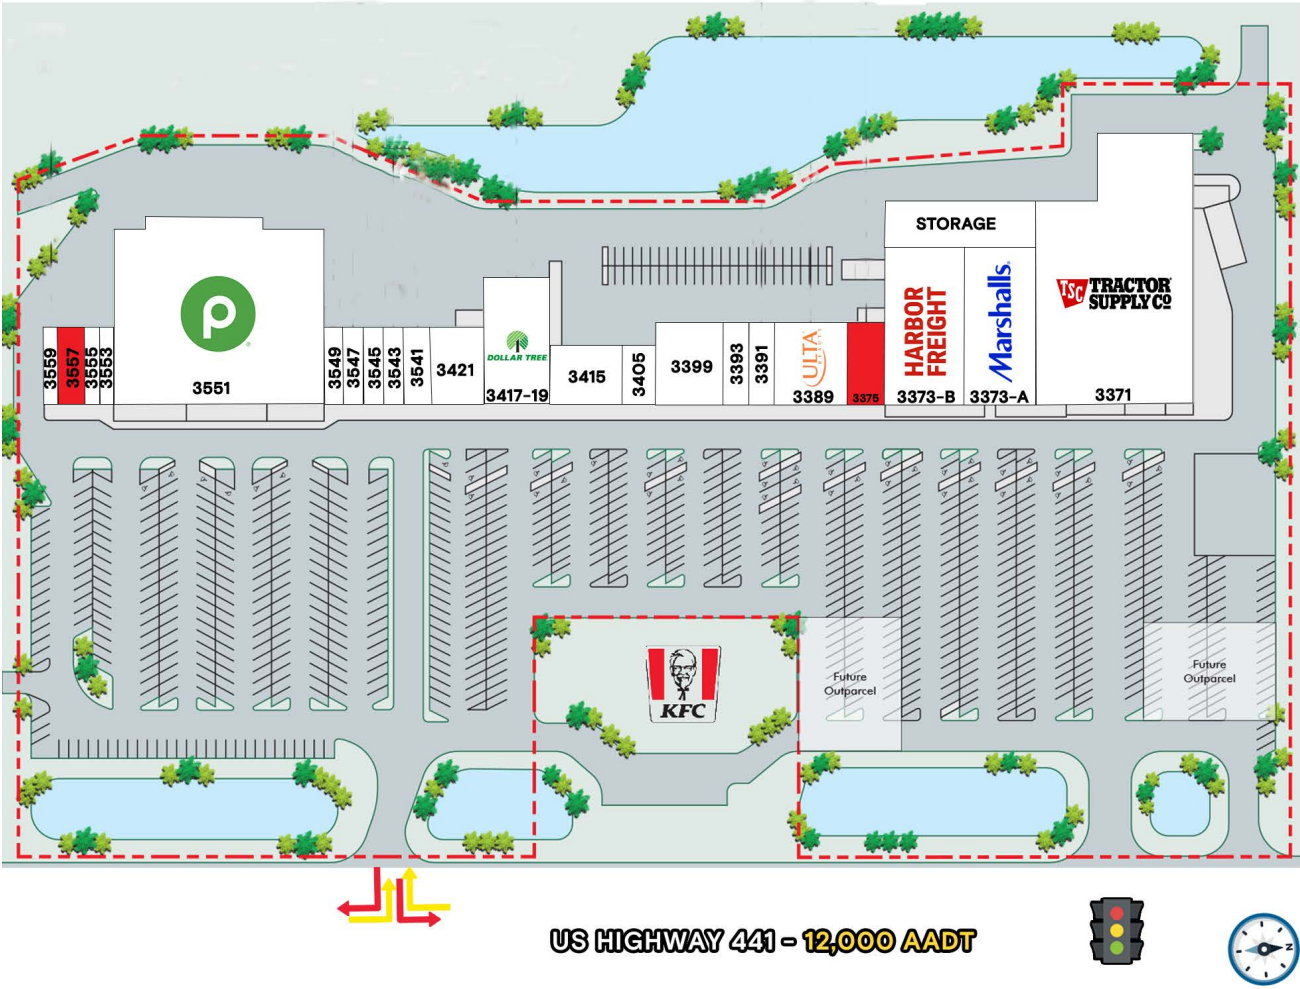 STORAGE
TSC TRACTOR
SUPPLY CO
HARBOR
FREIGHT
Marshalls
ULTA
BEAUTY
DOLLAR TREE
P
3559
3557
3555
3553
3551
3549
3547
3545
3543
3541
3421
3417-19
3415
3405
3399
3393
3391
3389
3375
3373-B
3373-A
3371
KFC
Future
Outparcel
Future
Outparcel
US HIGHWAY 441 - 12,000 AADT
N